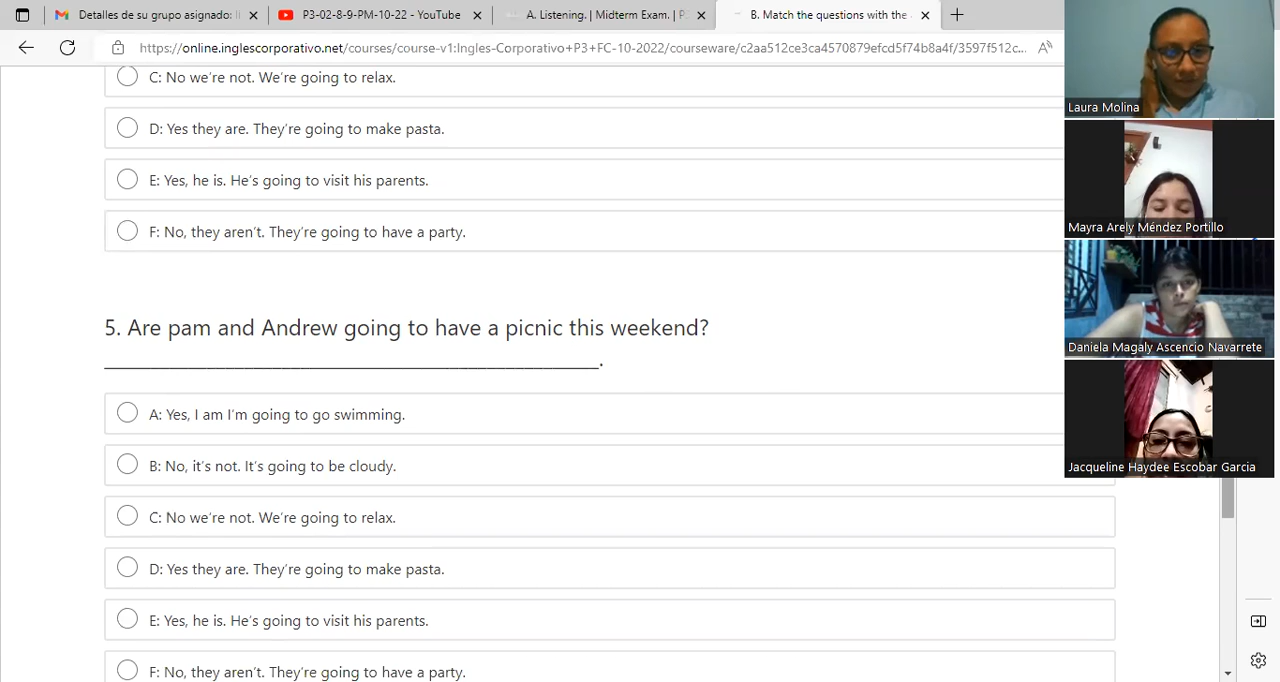 Detalles de su grupo asignado: II
P3-02-8-9-PM-10-22 - YouTube
A. Listening. | Midterm Exam. | P3
B. Match the questions with the
https://online.inglescorporativo.net/courses/course-v1:Ingles-Corporativo+P3+FC-10-2022/courseware/c2aa512ce3ca4570879efcd5f74b8a4f/3597f512c...
C: No we're not. We're going to relax.
D: Yes they are. They're going to make pasta.
E: Yes, he is. He's going to visit his parents.
F: No, they aren't. They're going to have a party.
5. Are pam and Andrew going to have a picnic this weekend?
___________________________________________________.
A: Yes, I am I'm going to go swimming.
B: No, it's not. It's going to be cloudy.
C: No we're not. We're going to relax.
D: Yes they are. They're going to make pasta.
E: Yes, he is. He's going to visit his parents.
F: No, they aren't. They're going to have a party.
Laura Molina
Mayra Arely Méndez Portillo
Daniela Magaly Ascencio Navarrete
Jacqueline Haydee Escobar Garcia